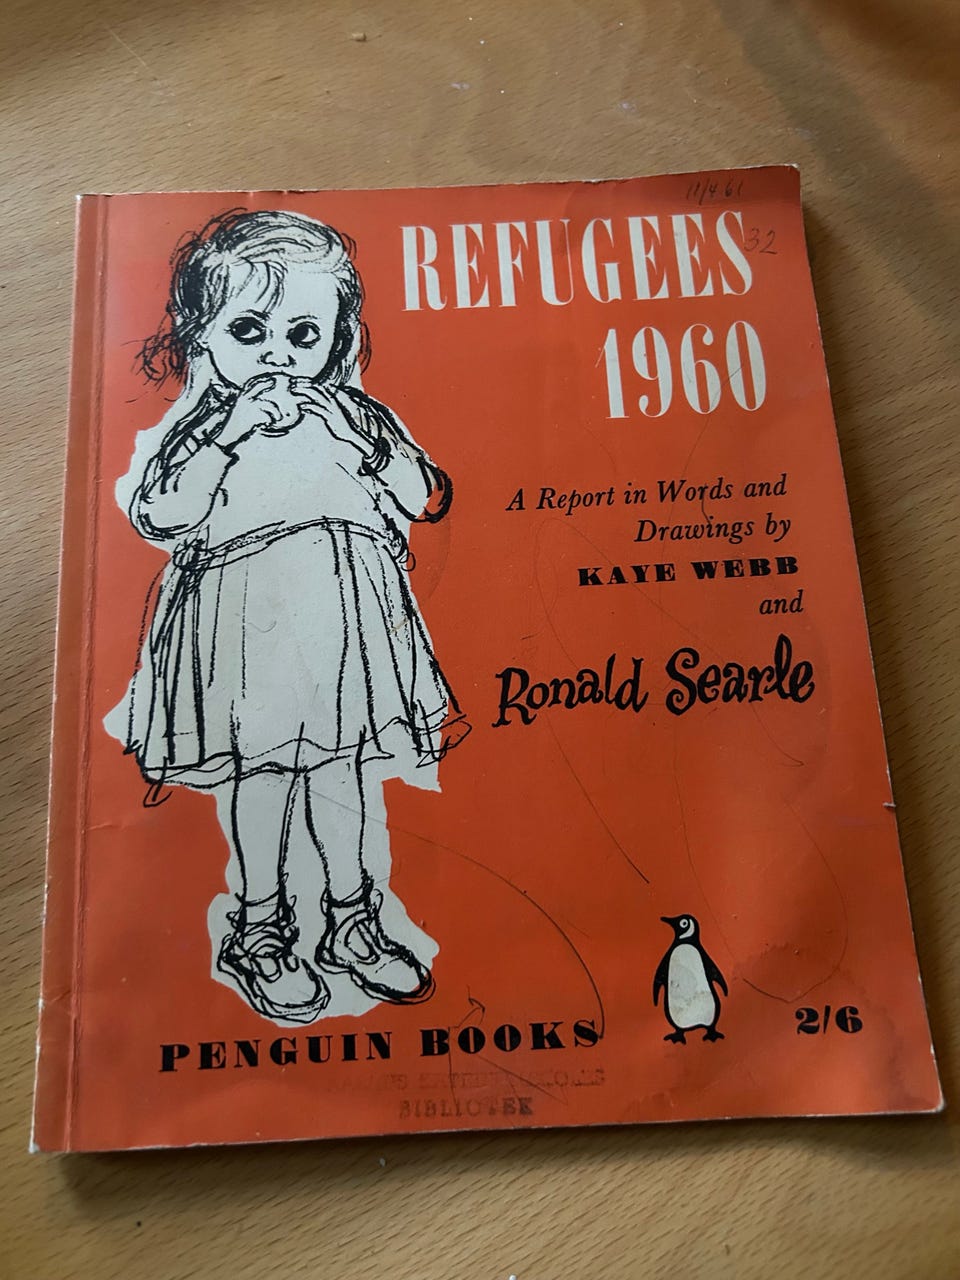 11/4 61
REFUGEES
32
1960
A Report in Words and
Drawings by
KAYE WEBB
and
Ronald Searle
PENGUIN BOOKS
2/6
BIBLIOTEK